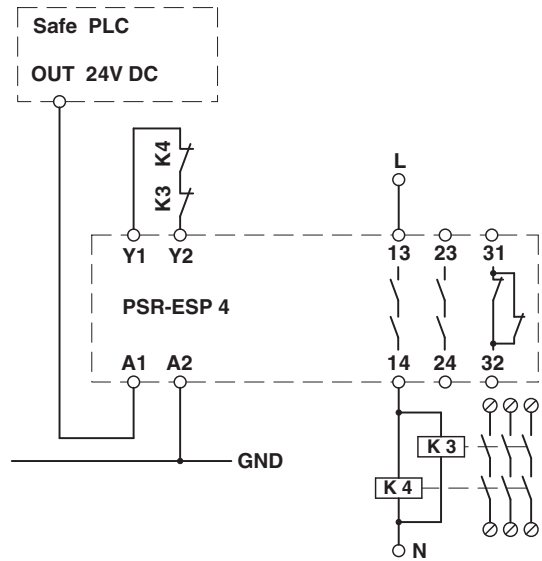 Safe PLC
OUT 24V DC
K4
K3
L
Y1 Y2 13 23 31
PSR-ESP 4
A1 A2 14 24 32
K 3
GND
K 4
N